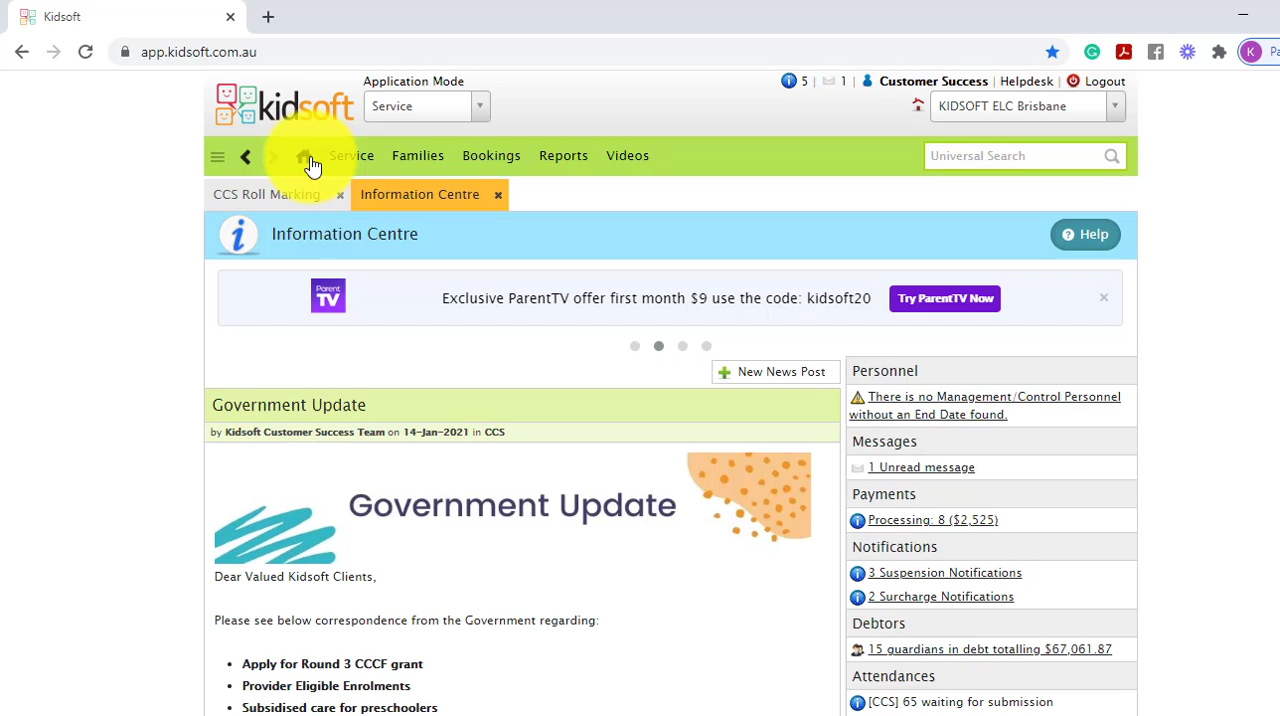 Kidsoft
app.kidsoft.com.au
K
Pa
kidsoft
Application Mode
Service
5 | 1 | Customer Success | Helpdesk | Logout
KIDSOFT ELC Brisbane
Service Families Bookings Reports Videos
Universal Search
CCS Roll Marking
Information Centre
Information Centre
Help
Parent TV
Exclusive ParentTV offer first month $9 use the code: kidsoft20
Try ParentTV Now
New News Post
Government Update
by Kidsoft Customer Success Team on 14-Jan-2021 in CCS
Government Update
Dear Valued Kidsoft Clients,
Please see below correspondence from the Government regarding:
• Apply for Round 3 CCCF grant
• Provider Eligible Enrolments
• Subsidised care for preschoolers
Personnel
There is no Management/Control Personnel
without an End Date found.
Messages
1 Unread message
Payments
Processing: 8 ($2,525)
Notifications
3 Suspension Notifications
2 Surcharge Notifications
Debtors
15 guardians in debt totalling $67,061.87
Attendances
[CCS] 65 waiting for submission